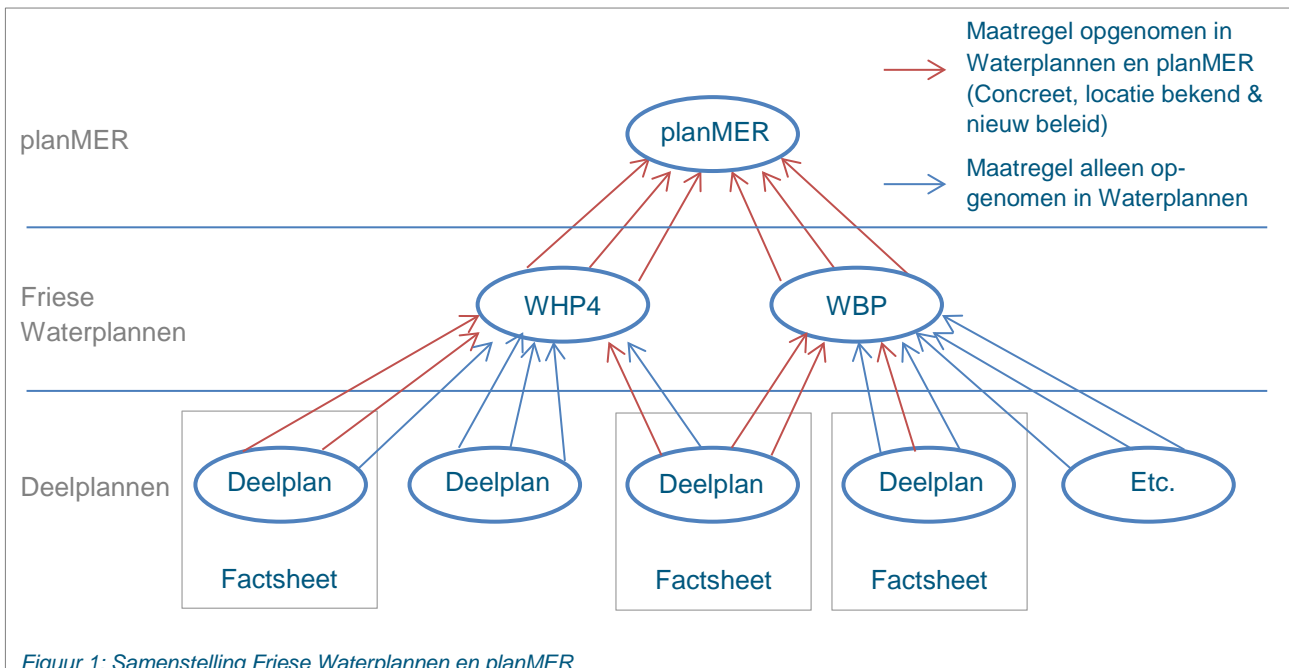 Maatregel opgenomen in
Waterplannen en planMER
(Concreet, locatie bekend &
nieuw beleid)
planMER
planMER
Maatregel alleen op-
genomen in Waterplannen
Friese
Waterplannen
WHP4
WBP
Deelplannen
Deelplan
Deelplan
Deelplan
Deelplan
Etc.
Factsheet
Factsheet
Factsheet
Figuur 1: Samenstelling Friese Waterplannen en planMER